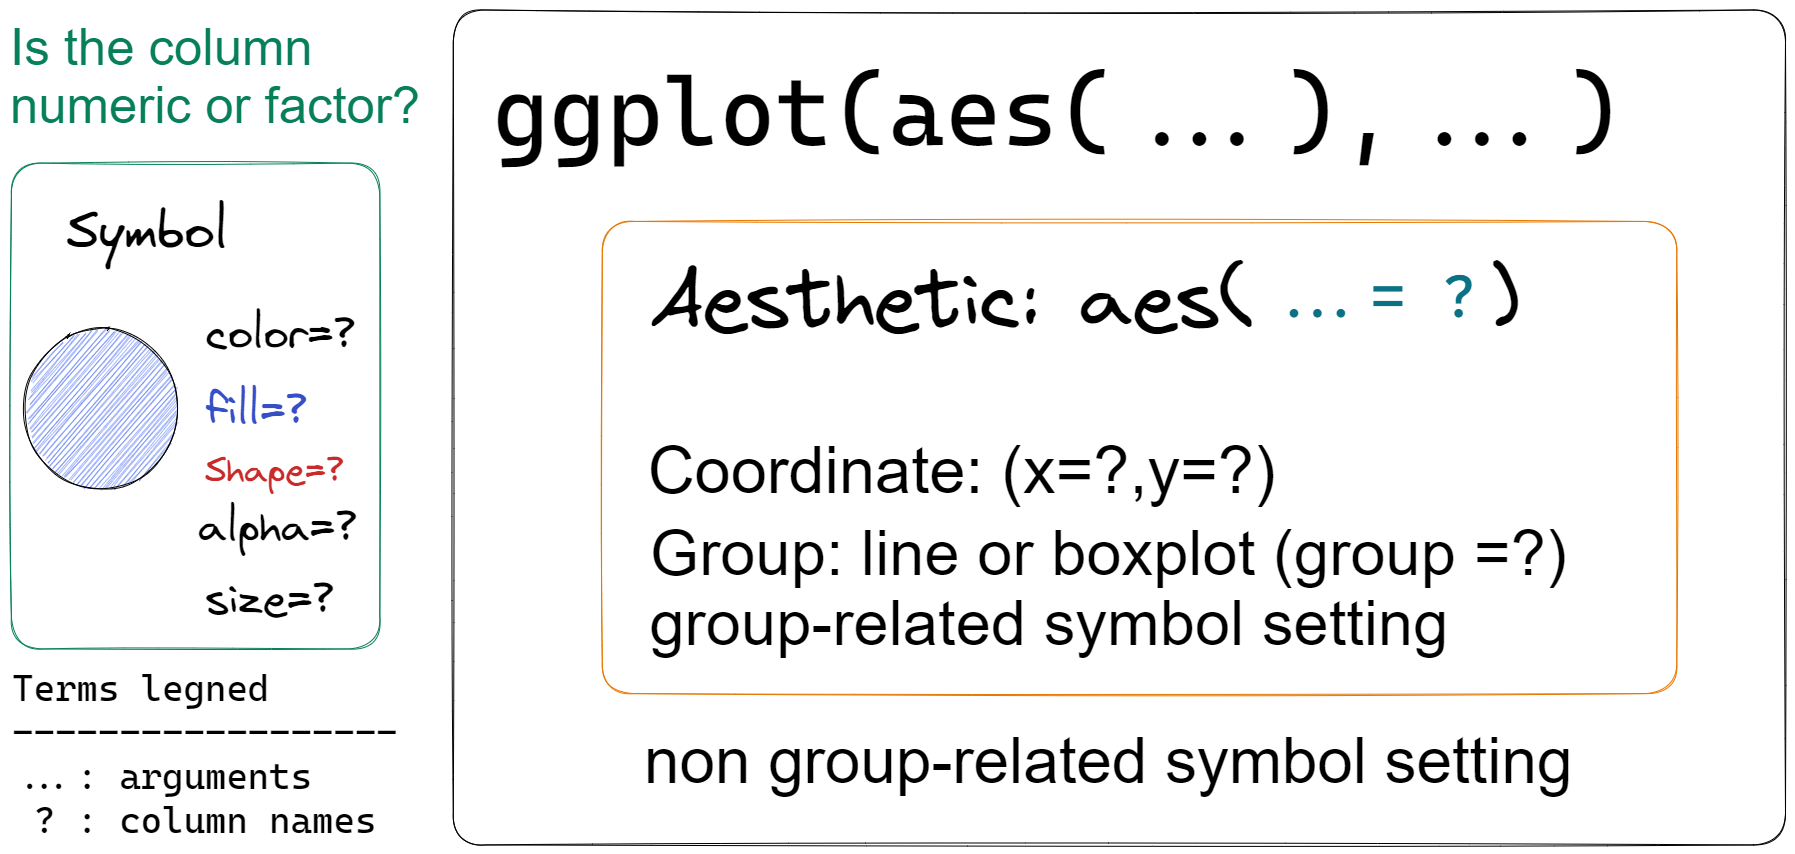 Is the column
numeric or factor?
Symbol
color=?
fill=?
Shape=?
alpha=?
size=?
Terms legned
------------------
... : arguments
? : column names
ggplot(aes( ... ), ... )
Aesthetic: aes( ... = ? )
Coordinate: (x=?,y=?)
Group: line or boxplot (group =?)
group-related symbol setting
non group-related symbol setting